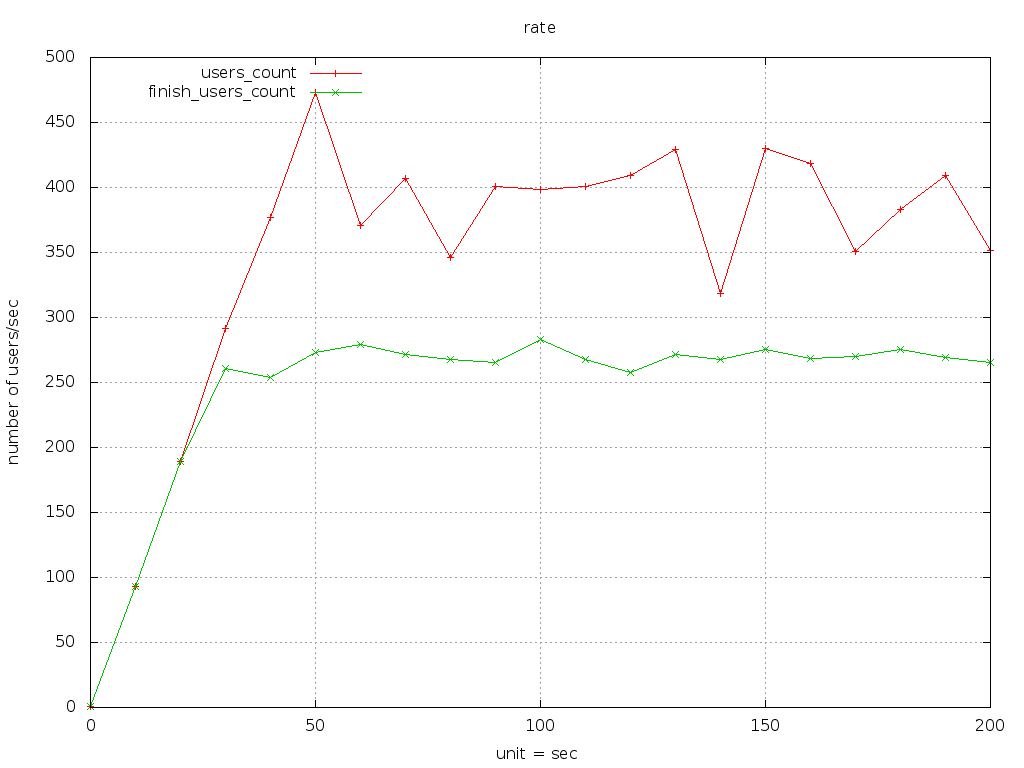 rate
users_count
finish_users_count
500
450
400
350
300
250
200
150
100
50
0
number of users/sec
0 50 100 150 200
unit = sec